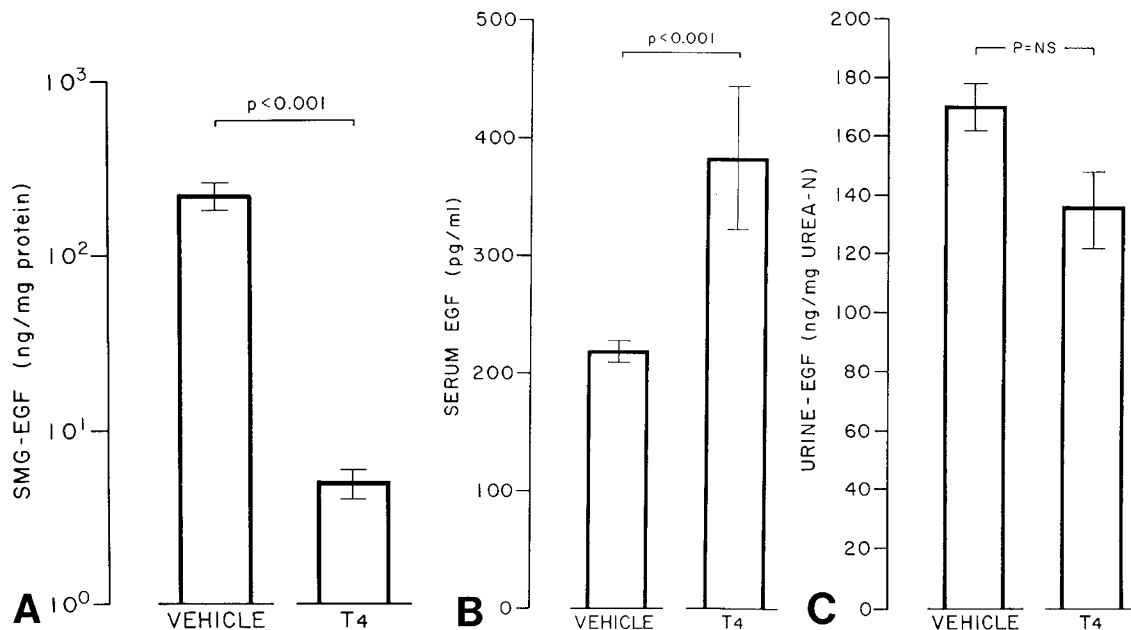 A
SMG-EGF (ng/mg protein)
10³
10²
10¹
10⁰
p<0.001
VEHICLE
T4
B
SERUM EGF (pg/ml)
500
400
300
200
100
0
p<0.001
VEHICLE
T4
C
URINE-EGF (ng/mg UREA-N)
200
180
160
140
120
100
80
60
40
20
0
P=NS
VEHICLE
T4